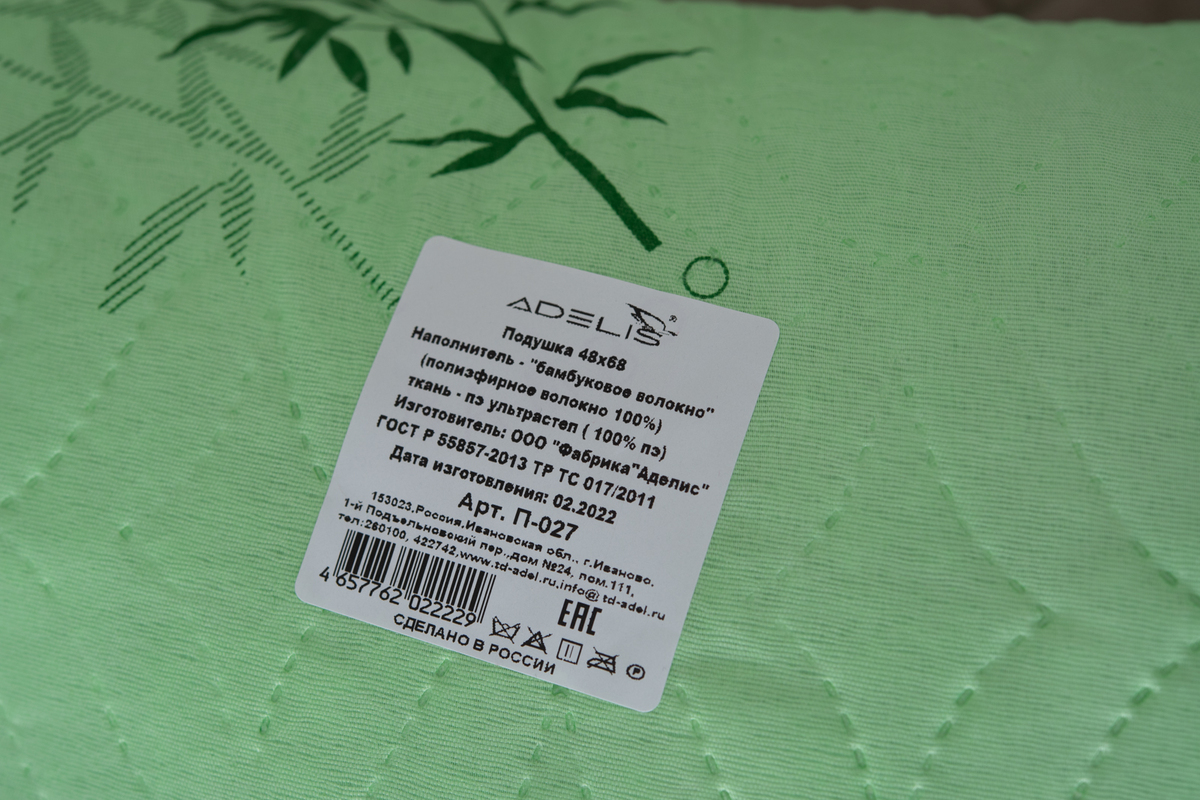 ADELIS ®
Подушка 48х68
Наполнитель - "бамбуковое волокно"
(полиэфирное волокно 100%)
ткань - пэ ультрастеп ( 100% пэ)
Изготовитель: ООО "Фабрика"Аделис"
ГОСТ Р 55857-2013 ТР ТС 017/2011
Дата изготовления: 02.2022
Арт. П-027
153023,Россия,Ивановская обл., г.Иваново,
1-й Подъельновский пер.,дом №24, пом.111,
тел:260100, 422742,www.td-adel.ru,info@td-adel.ru
4 657762 022229
ЕАС
СДЕЛАНО В РОССИИ
P